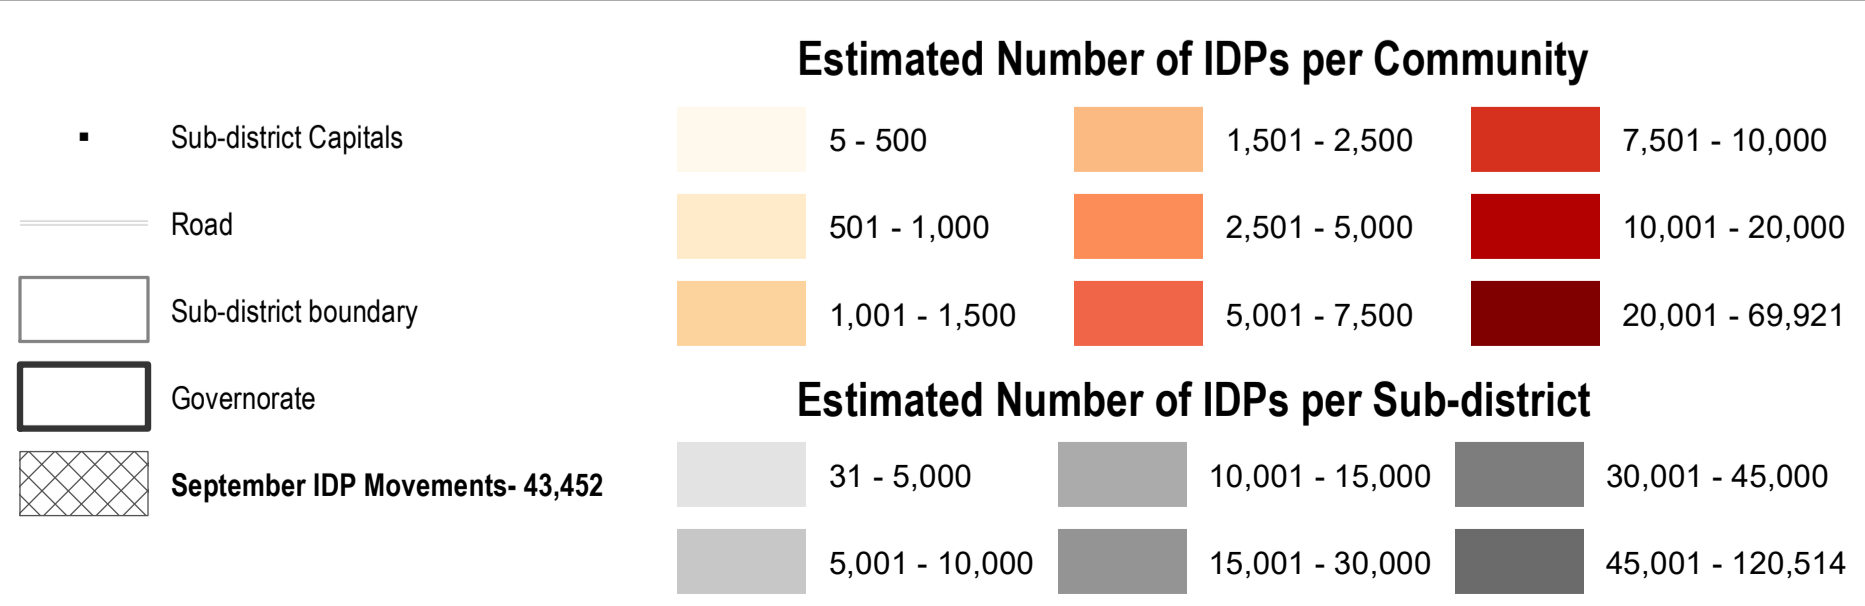 Sub-district Capitals
Road
Sub-district boundary
Governorate
September IDP Movements- 43,452
Estimated Number of IDPs per Community
5 - 500
501 - 1,000
1,001 - 1,500
1,501 - 2,500
2,501 - 5,000
5,001 - 7,500
7,501 - 10,000
10,001 - 20,000
20,001 - 69,921
Estimated Number of IDPs per Sub-district
31 - 5,000
5,001 - 10,000
10,001 - 15,000
15,001 - 30,000
30,001 - 45,000
45,001 - 120,514